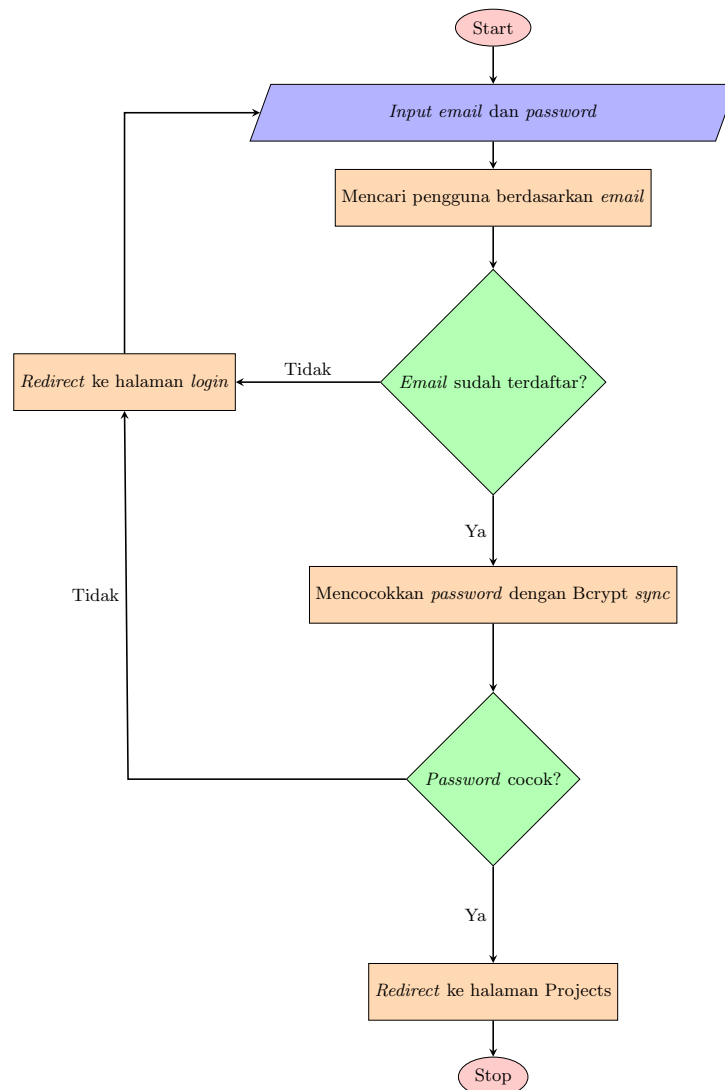 Start
Input email dan password
Mencari pengguna berdasarkan email
Email sudah terdaftar?
Tidak
Redirect ke halaman login
Ya
Mencocokkan password dengan Bcrypt sync
Tidak
Password cocok?
Ya
Redirect ke halaman Projects
Stop